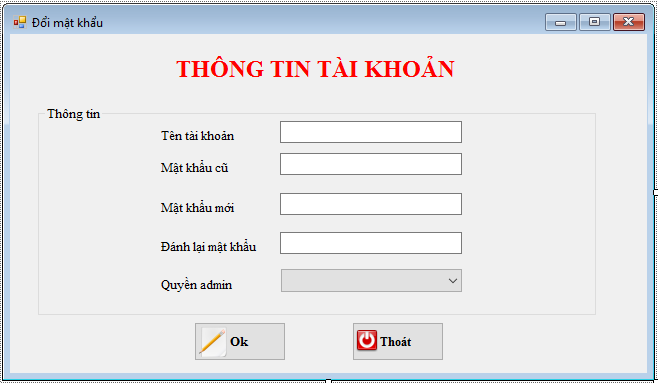 Đổi mật khẩu
THÔNG TIN TÀI KHOẢN
Thông tin
Tên tài khoản
Mật khẩu cũ
Mật khẩu mới
Đánh lại mật khẩu
Quyền admin
Ok
Thoát